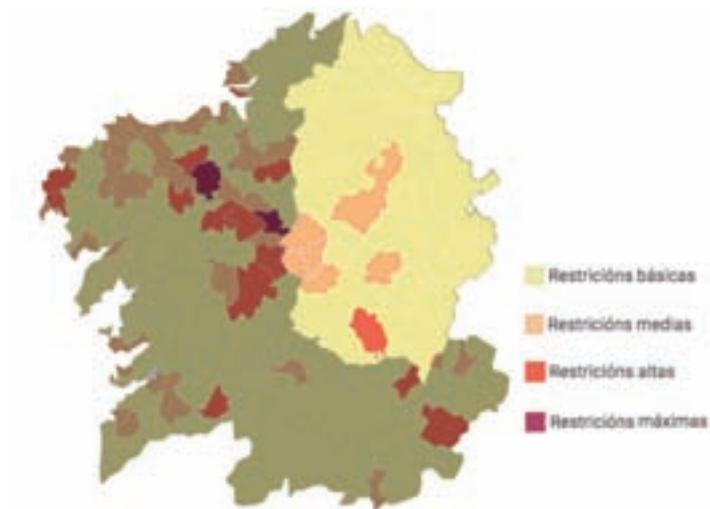 Restricións básicas
Restricións medias
Restricións altas
Restricións máximas